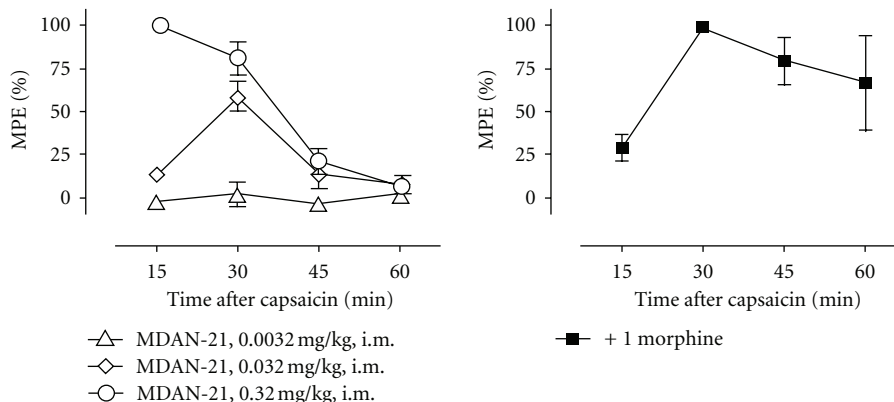 100
75
50
25
0
MPE (%)
15 30 45 60
Time after capsaicin (min)
MDAN-21, 0.0032 mg/kg, i.m.
MDAN-21, 0.032 mg/kg, i.m.
MDAN-21, 0.32 mg/kg, i.m.
100
75
50
25
0
MPE (%)
15 30 45 60
Time after capsaicin (min)
+ 1 morphine